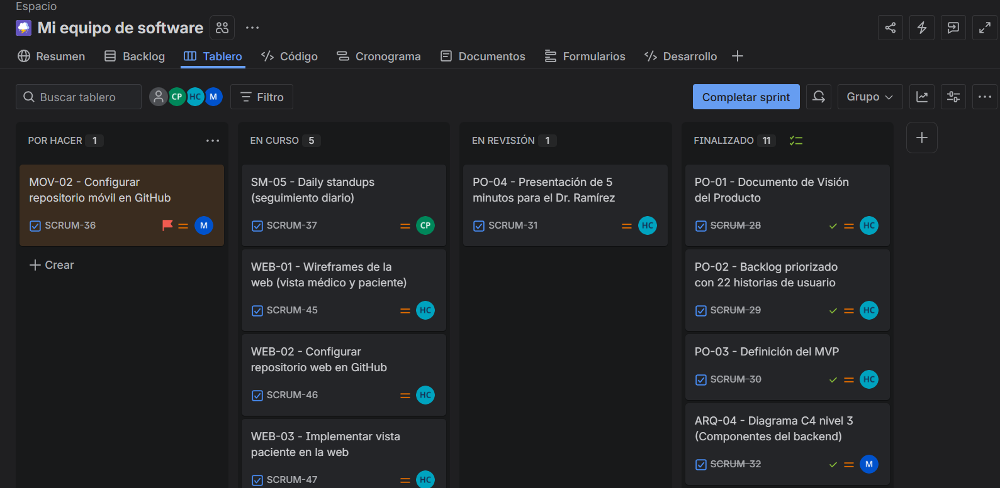 Espacio
Mi equipo de software
Resumen Backlog Tablero Código Cronograma Documentos Formularios Desarrollo
Buscar tablero CP HC M Filtro Completar sprint Grupo
POR HACER 1
MOV-02 - Configurar
repositorio móvil en GitHub
SCRUM-36 M
Crear
EN CURSO 5
SM-05 - Daily standups
(seguimiento diario)
SCRUM-37 CP
WEB-01 - Wireframes de la
web (vista médico y paciente)
SCRUM-45 HC
WEB-02 - Configurar
repositorio web en GitHub
SCRUM-46 HC
WEB-03 - Implementar vista
paciente en la web
SCRUM-47 HC
EN REVISIÓN 1
PO-04 - Presentación de 5
minutos para el Dr. Ramírez
SCRUM-31 HC
FINALIZADO 11
PO-01 - Documento de Visión
del Producto
SCRUM-28 HC
PO-02 - Backlog priorizado
con 22 historias de usuario
SCRUM-29 HC
PO-03 - Definición del MVP
SCRUM-30 HC
ARQ-04 - Diagrama C4 nivel 3
(Componentes del backend)
SCRUM-32 M